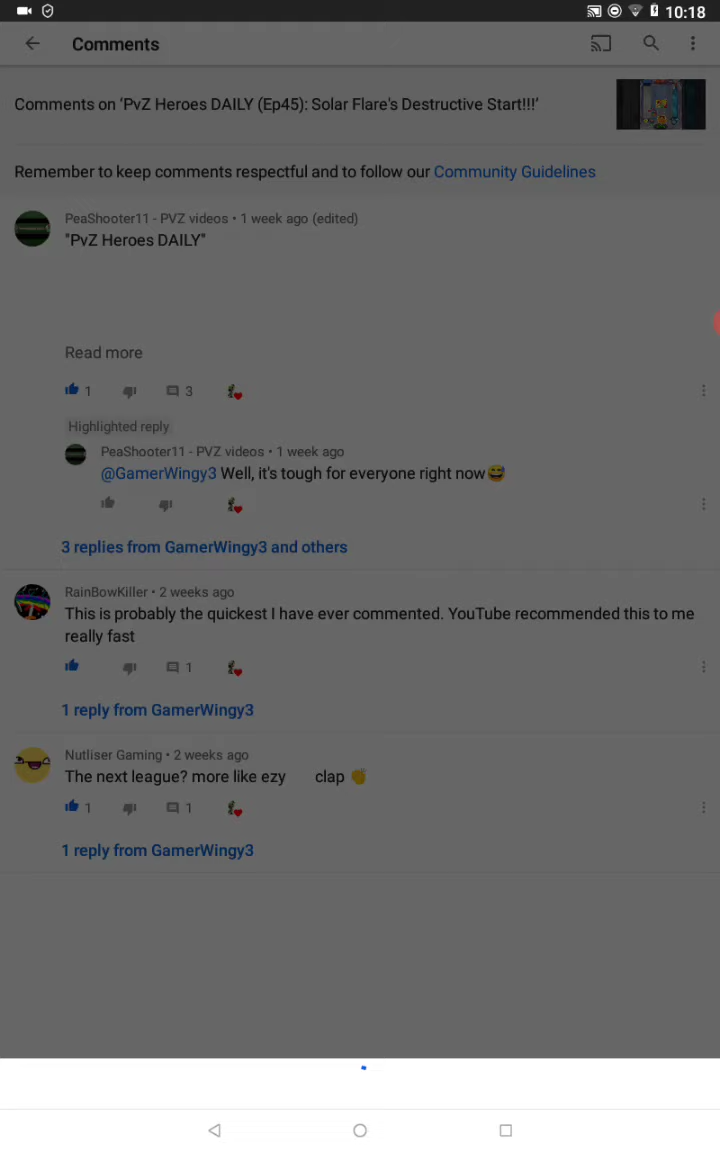 10:18
Comments
Comments on 'PvZ Heroes DAILY (Ep45): Solar Flare's Destructive Start!!!'
Remember to keep comments respectful and to follow our Community Guidelines
PeaShooter11 - PVZ videos • 1 week ago (edited)
"PvZ Heroes DAILY"
Read more
1 3
Highlighted reply
PeaShooter11 - PVZ videos • 1 week ago
@GamerWingy3 Well, it's tough for everyone right now😅
3 replies from GamerWingy3 and others
RainBowKiller • 2 weeks ago
This is probably the quickest I have ever commented. YouTube recommended this to me
really fast
1
1 reply from GamerWingy3
Nutliser Gaming • 2 weeks ago
The next league? more like ezy clap 👏
1 1
1 reply from GamerWingy3